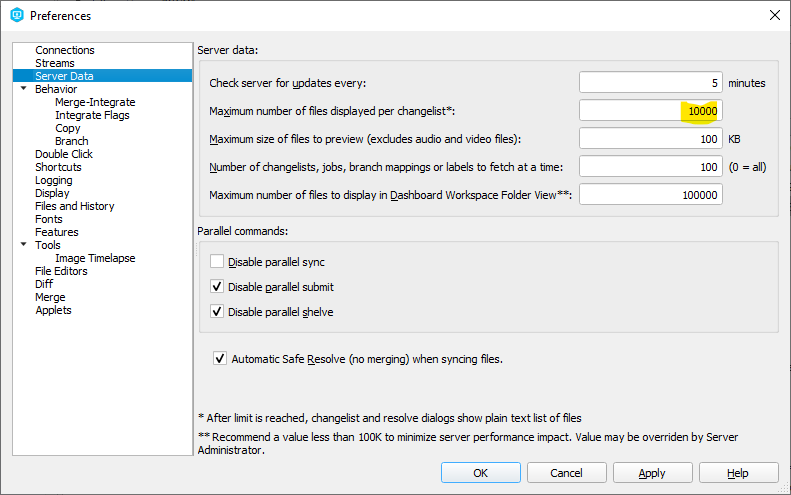 Preferences
Connections
Streams
Server Data
Behavior
Merge-Integrate
Integrate Flags
Copy
Branch
Double Click
Shortcuts
Logging
Display
Files and History
Fonts
Features
Tools
Image Timelapse
File Editors
Diff
Merge
Applets
Server data:
Check server for updates every: 5 minutes
Maximum number of files displayed per changelist*: 10000
Maximum size of files to preview (excludes audio and video files): 100 KB
Number of changelists, jobs, branch mappings or labels to fetch at a time: 100 (0 = all)
Maximum number of files to display in Dashboard Workspace Folder View**: 100000
Parallel commands:
Disable parallel sync
Disable parallel submit
Disable parallel shelve
Automatic Safe Resolve (no merging) when syncing files.
* After limit is reached, changelist and resolve dialogs show plain text list of files
** Recommend a value less than 100K to minimize server performance impact. Value may be overriden by Server
Administrator.
OK Cancel Apply Help